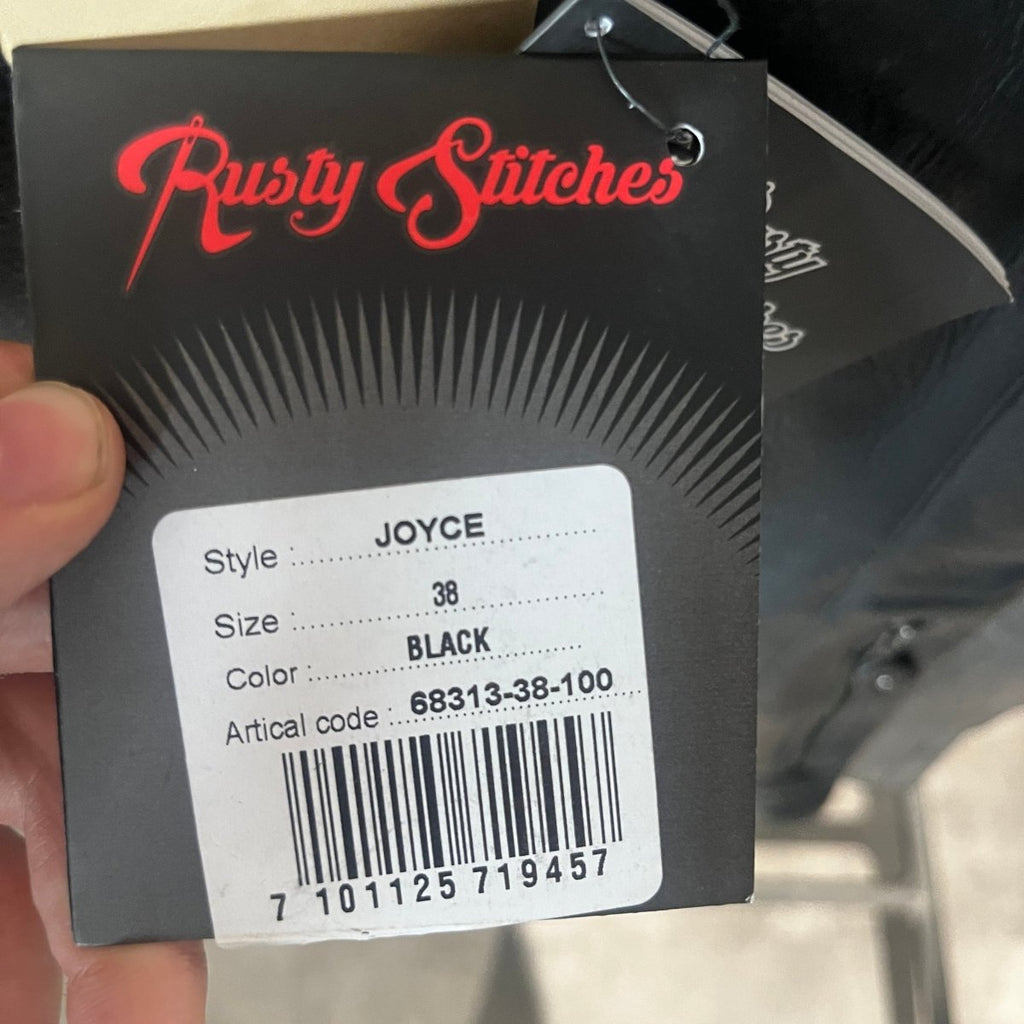 Rusty Stitches
Style : JOYCE
Size : 38
Color : BLACK
Artical code : 68313-38-100
7 101125 719457